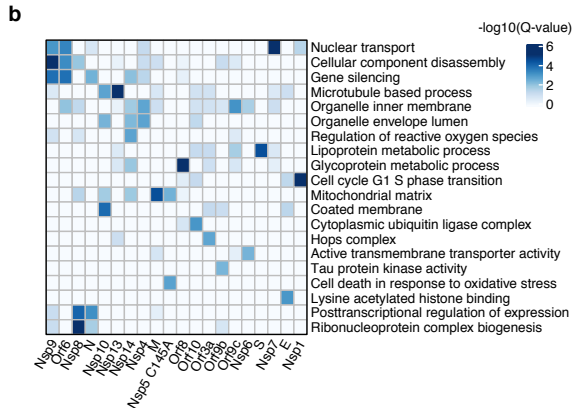 b
-log10(Q-value)
6
4
2
0
Nuclear transport
Cellular component disassembly
Gene silencing
Microtubule based process
Organelle inner membrane
Organelle envelope lumen
Regulation of reactive oxygen species
Lipoprotein metabolic process
Glycoprotein metabolic process
Cell cycle G1 S phase transition
Mitochondrial matrix
Coated membrane
Cytoplasmic ubiquitin ligase complex
Hops complex
Active transmembrane transporter activity
Tau protein kinase activity
Cell death in response to oxidative stress
Lysine acetylated histone binding
Posttranscriptional regulation of expression
Ribonucleoprotein complex biogenesis
Nsp9
Orf6
Nsp8
N
Nsp10
Nsp13
Nsp14
Nsp4
M
Nsp5 C145A
Orf8
Orf10
Orf3a
Orf9b
Orf9c
Nsp6
S
Nsp7
E
Nsp1